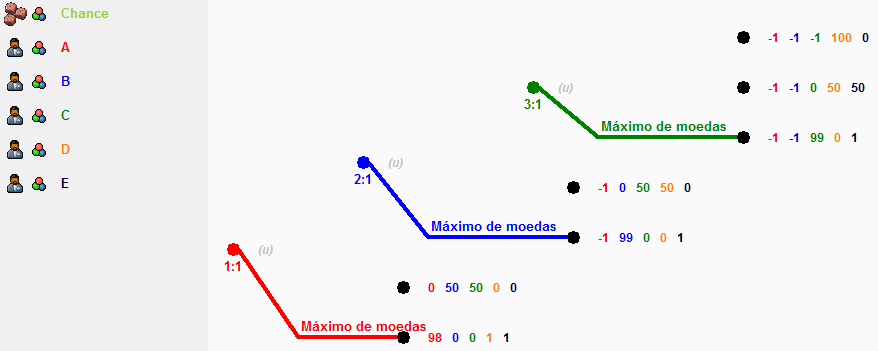 Chance
A
B
C
D
E
-1 -1 -1 100 0
(u)
3:1
-1 -1 0 50 50
Máximo de moedas
-1 -1 99 0 1
(u)
2:1
-1 0 50 50 0
Máximo de moedas
-1 99 0 0 1
(u)
1:1
0 50 50 0 0
Máximo de moedas
98 0 0 1 1